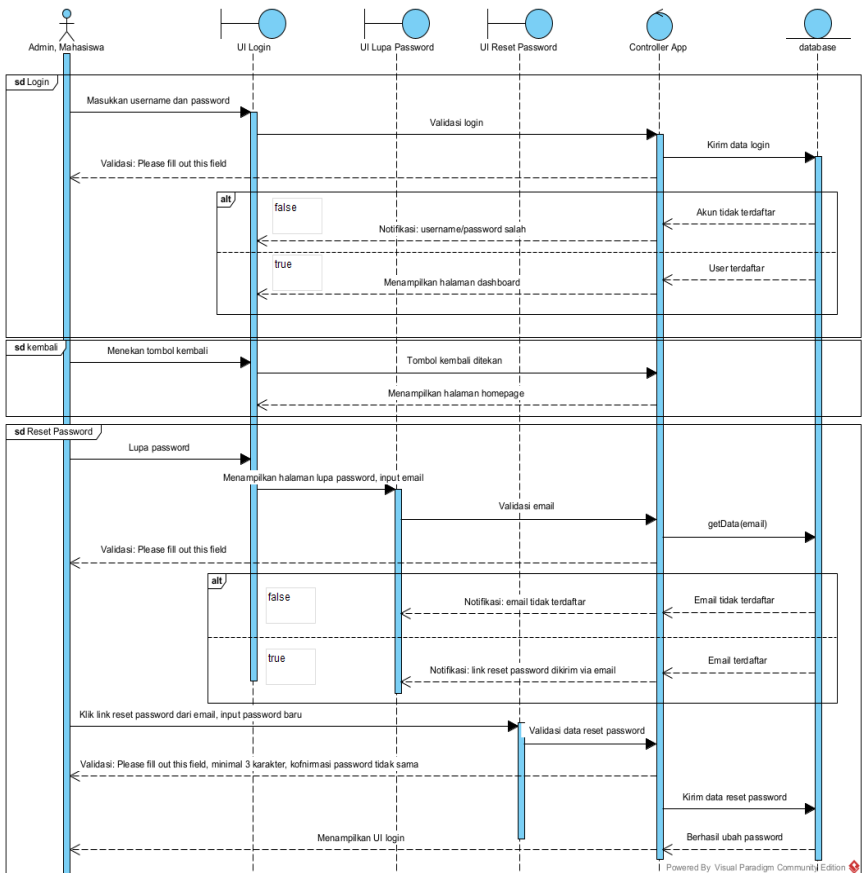 Admin, Mahasiswa
UI Login
UI Lupa Password
UI Reset Password
Controller App
database
sd Login
Masukkan username dan password
Validasi login
Kirim data login
Validasi: Please fill out this field
alt
false
Akun tidak terdaftar
Notifikasi: username/password salah
true
User terdaftar
Menampilkan halaman dashboard
sd kembali
Menekan tombol kembali
Tombol kembali ditekan
Menampilkan halaman homepage
sd Reset Password
Lupa password
Menampilkan halaman lupa password, input email
Validasi email
getData(email)
Validasi: Please fill out this field
alt
false
Notifikasi: email tidak terdaftar
Email tidak terdaftar
true
Email terdaftar
Notifikasi: link reset password dikirim via email
Klik link reset password dari email, input password baru
Validasi data reset password
Validasi: Please fill out this field, minimal 3 karakter, kofnirmasi password tidak sama
Kirim data reset password
Menampilkan UI login
Berhasil ubah password
Powered By Visual Paradigm Community Edition